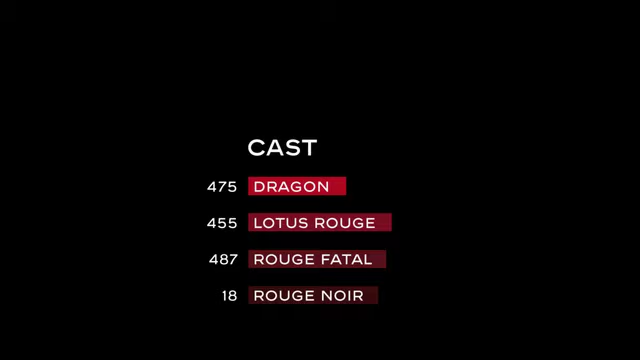 CAST
475 DRAGON
455 LOTUS ROUGE
487 ROUGE FATAL
18 ROUGE NOIR